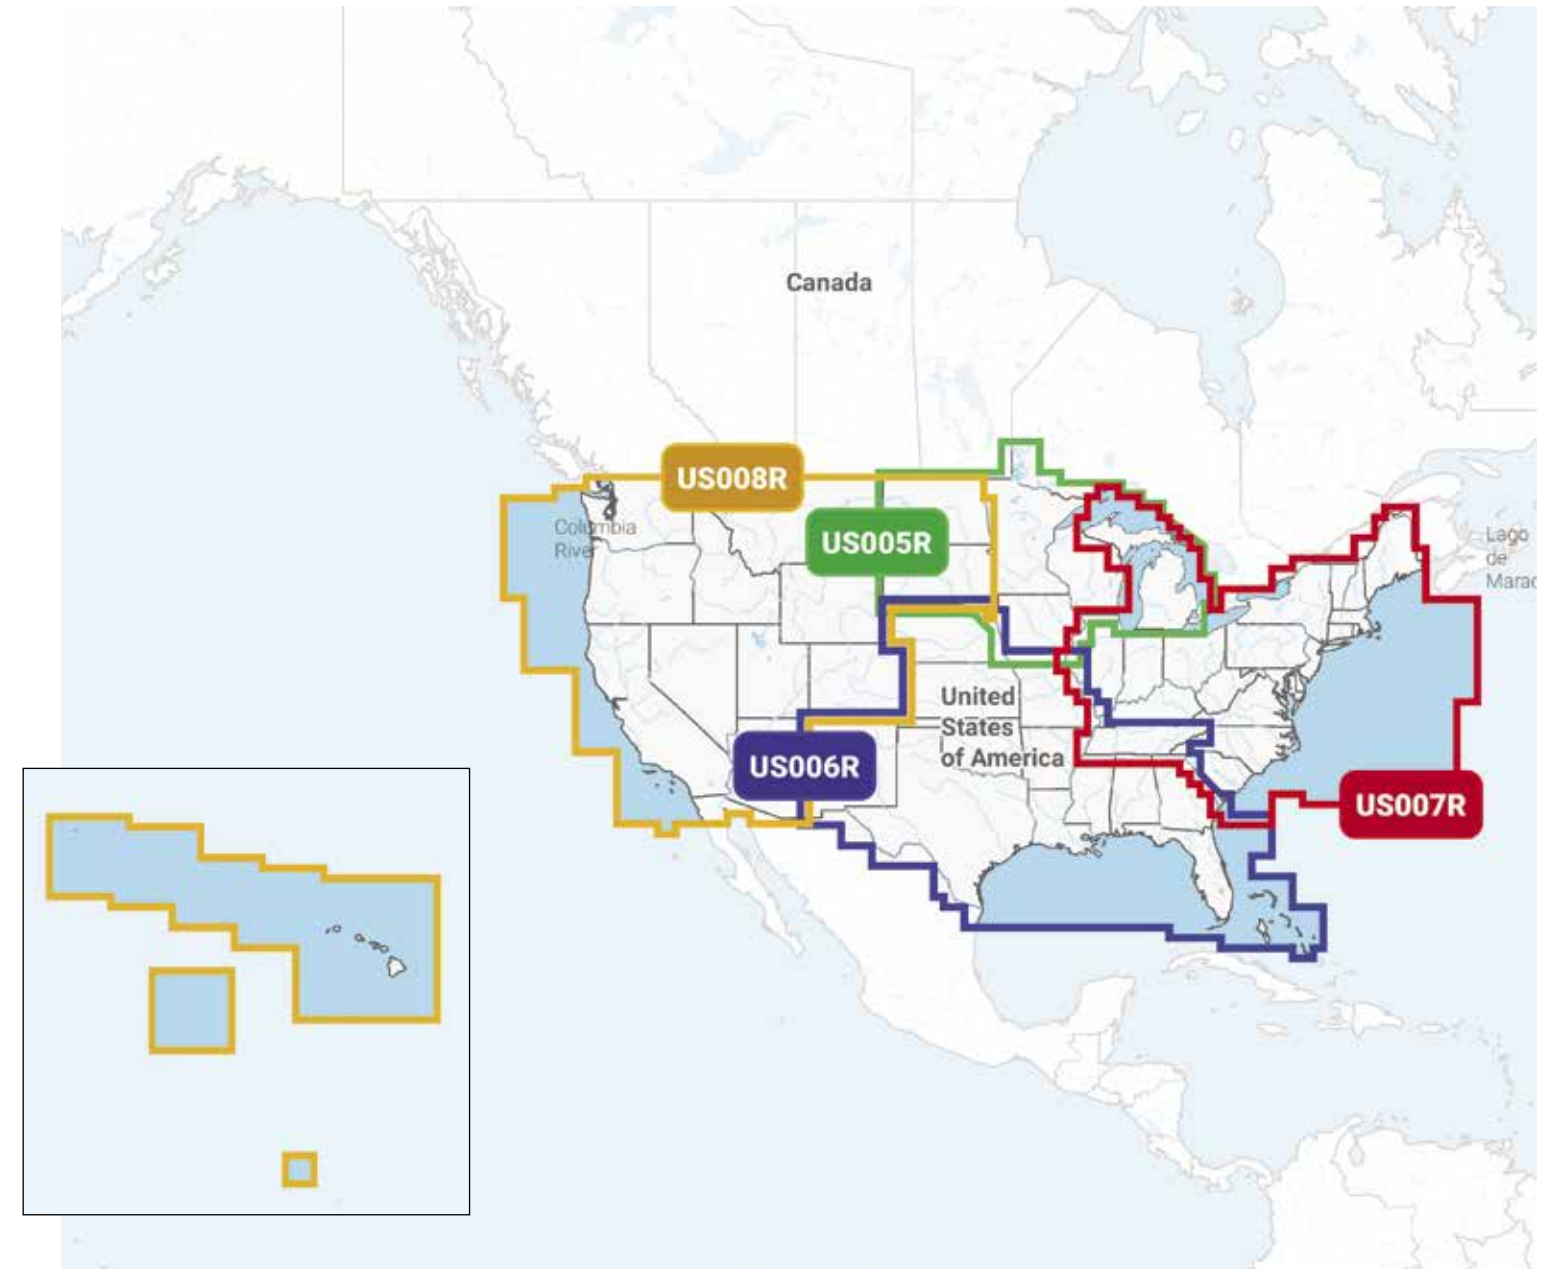 Canada
US008R
Columbia
River
US005R
Lago
de
Marac
United
States
of America
US006R
US007R